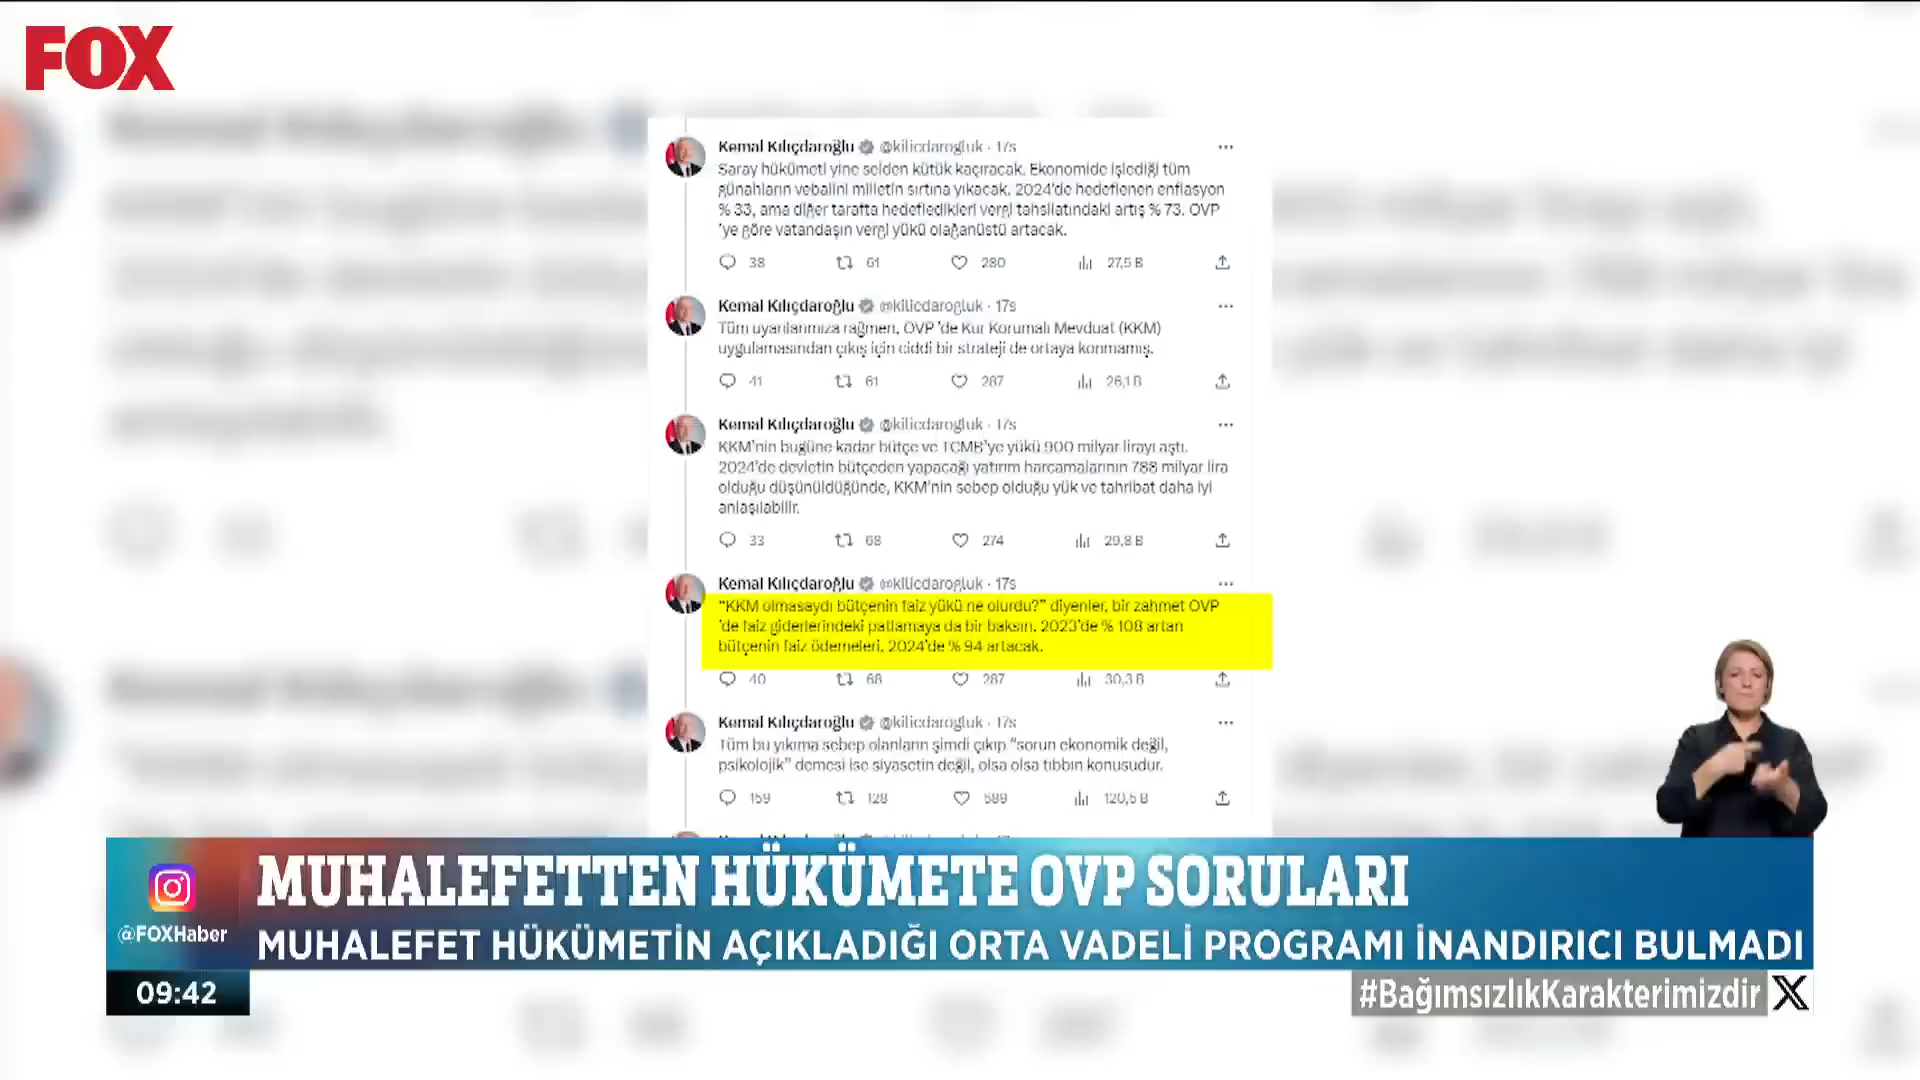 FOX
Kemal Kılıçdaroğlu @kilicdarogluk · 17s
Saray hükümeti yine selden kütük kaçıracak. Ekonomide işlediği tüm
günahların vebalini milletin sırtına yıkacak. 2024'de hedeflenen enflasyon
% 33, ama diğer tarafta hedefledikleri vergi tahsilatındaki artış % 73. OVP
'ye göre vatandaşın vergi yükü olağanüstü artacak.
38 61 280 27,5 B
Kemal Kılıçdaroğlu @kilicdarogluk · 17s
Tüm uyarılarımıza rağmen, OVP 'de Kur Korumalı Mevduat (KKM)
uygulamasından çıkış için ciddi bir strateji de ortaya konmamış.
41 61 287 26,1 B
Kemal Kılıçdaroğlu @kilicdarogluk · 17s
KKM'nin bugüne kadar bütçe ve TCMB'ye yükü 900 milyar lirayı aştı.
2024'de devletin bütçeden yapacağı yatırım harcamalarının 788 milyar lira
olduğu düşünüldüğünde, KKM'nin sebep olduğu yük ve tahribat daha iyi
anlaşılabilir.
33 68 274 29,8 B
Kemal Kılıçdaroğlu @kilicdarogluk · 17s
"KKM olmasaydı bütçenin faiz yükü ne olurdu?" diyenler, bir zahmet OVP
'de faiz giderlerindeki patlamaya da bir baksın. 2023'de % 108 artan
bütçenin faiz ödemeleri, 2024'de % 94 artacak.
40 68 287 30,3 B
Kemal Kılıçdaroğlu @kilicdarogluk · 17s
Tüm bu yıkıma sebep olanların şimdi çıkıp "sorun ekonomik değil,
psikolojik" demesi ise siyasetin değil, olsa olsa tıbbın konusudur.
159 128 589 120,5 B
MUHALEFETTEN HÜKÜMETE OVP SORULARI
@FOXHaber
MUHALEFET HÜKÜMETİN AÇIKLADIĞI ORTA VADELİ PROGRAMI İNANDIRICI BULMADI
09:42
#BağımsızlıkKarakterimizdir